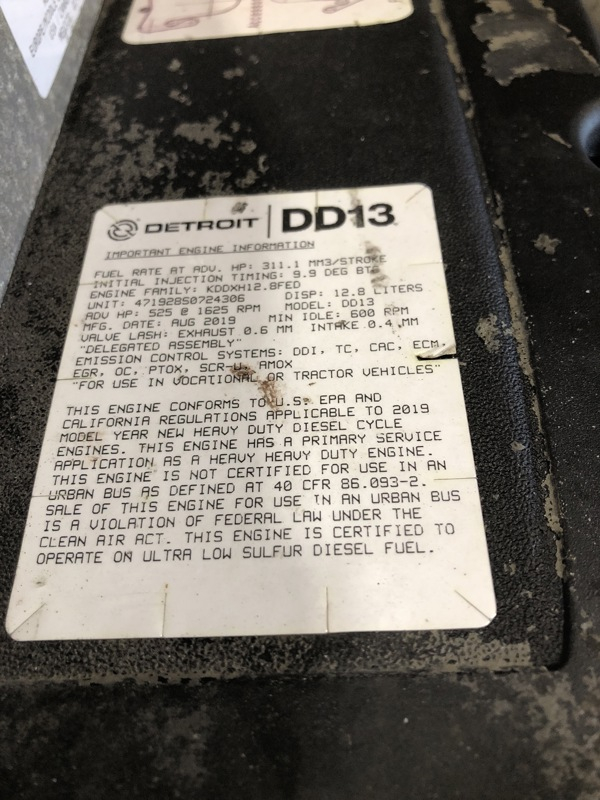 DETROIT DD13
IMPORTANT ENGINE INFORMATION
FUEL RATE AT ADV. HP: 311.1 MM3/STROKE
INITIAL INJECTION TIMING: 9.9 DEG BTC
ENGINE FAMILY: KDDXH12.8FED
UNIT: 471928S0724306 DISP: 12.8 LITERS
ADV HP: 525 @ 1625 RPM MODEL: DD13
MFG. DATE: AUG 2019 MIN IDLE: 600 RPM
VALVE LASH: EXHAUST 0.6 MM INTAKE 0.4 MM
"DELEGATED ASSEMBLY"
EMISSION CONTROL SYSTEMS: DDI, TC, CAC, ECM,
EGR, OC, PTOX, SCR-U, AMOX
"FOR USE IN VOCATIONAL OR TRACTOR VEHICLES"
THIS ENGINE CONFORMS TO U.S. EPA AND
CALIFORNIA REGULATIONS APPLICABLE TO 2019
MODEL YEAR NEW HEAVY DUTY DIESEL CYCLE
ENGINES. THIS ENGINE HAS A PRIMARY SERVICE
APPLICATION AS A HEAVY HEAVY DUTY ENGINE.
THIS ENGINE IS NOT CERTIFIED FOR USE IN AN
URBAN BUS AS DEFINED AT 40 CFR 86.093-2.
SALE OF THIS ENGINE FOR USE IN AN URBAN BUS
IS A VIOLATION OF FEDERAL LAW UNDER THE
CLEAN AIR ACT. THIS ENGINE IS CERTIFIED TO
OPERATE ON ULTRA LOW SULFUR DIESEL FUEL.